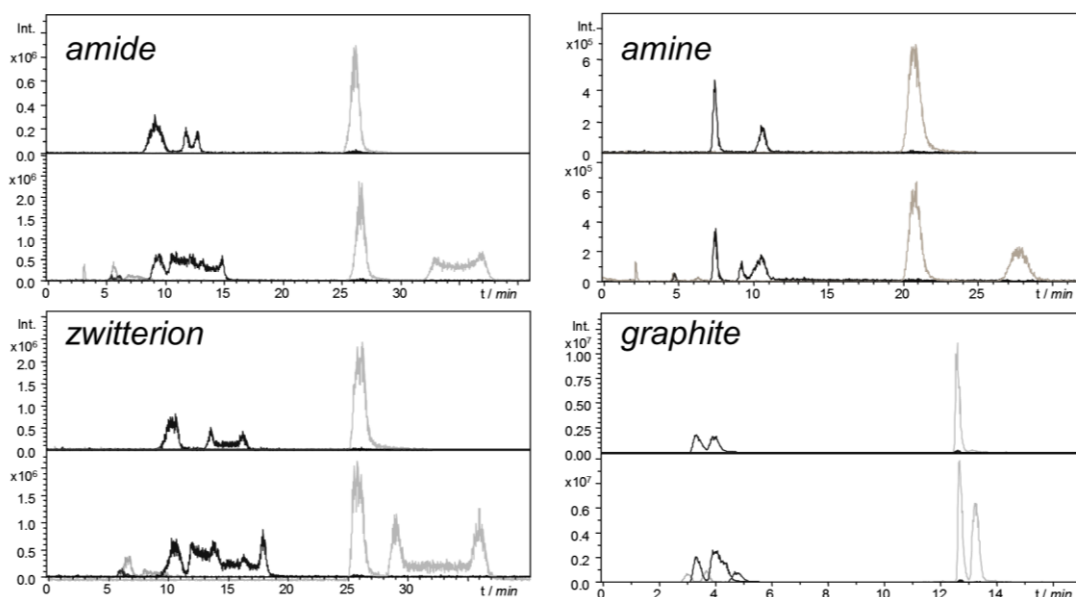 amide
Int.
x10⁶
0.6
0.4
0.2
0.0
x10⁶
2.0
1.5
1.0
0.5
0.0
0 5 10 15 20 25 30 t / min
amine
Int.
x10⁵
6
4
2
0
x10⁵
6
4
2
0
0 5 10 15 20 25 t / min
zwitterion
Int.
x10⁶
2.0
1.5
1.0
0.5
0.0
x10⁶
1.5
1.0
0.5
0.0
0 5 10 15 20 25 30 35 t / min
graphite
Int.
x10⁷
1.00
0.75
0.50
0.25
0.00
x10⁷
0.6
0.4
0.2
0.0
0 2 4 6 8 10 12 14 t / min